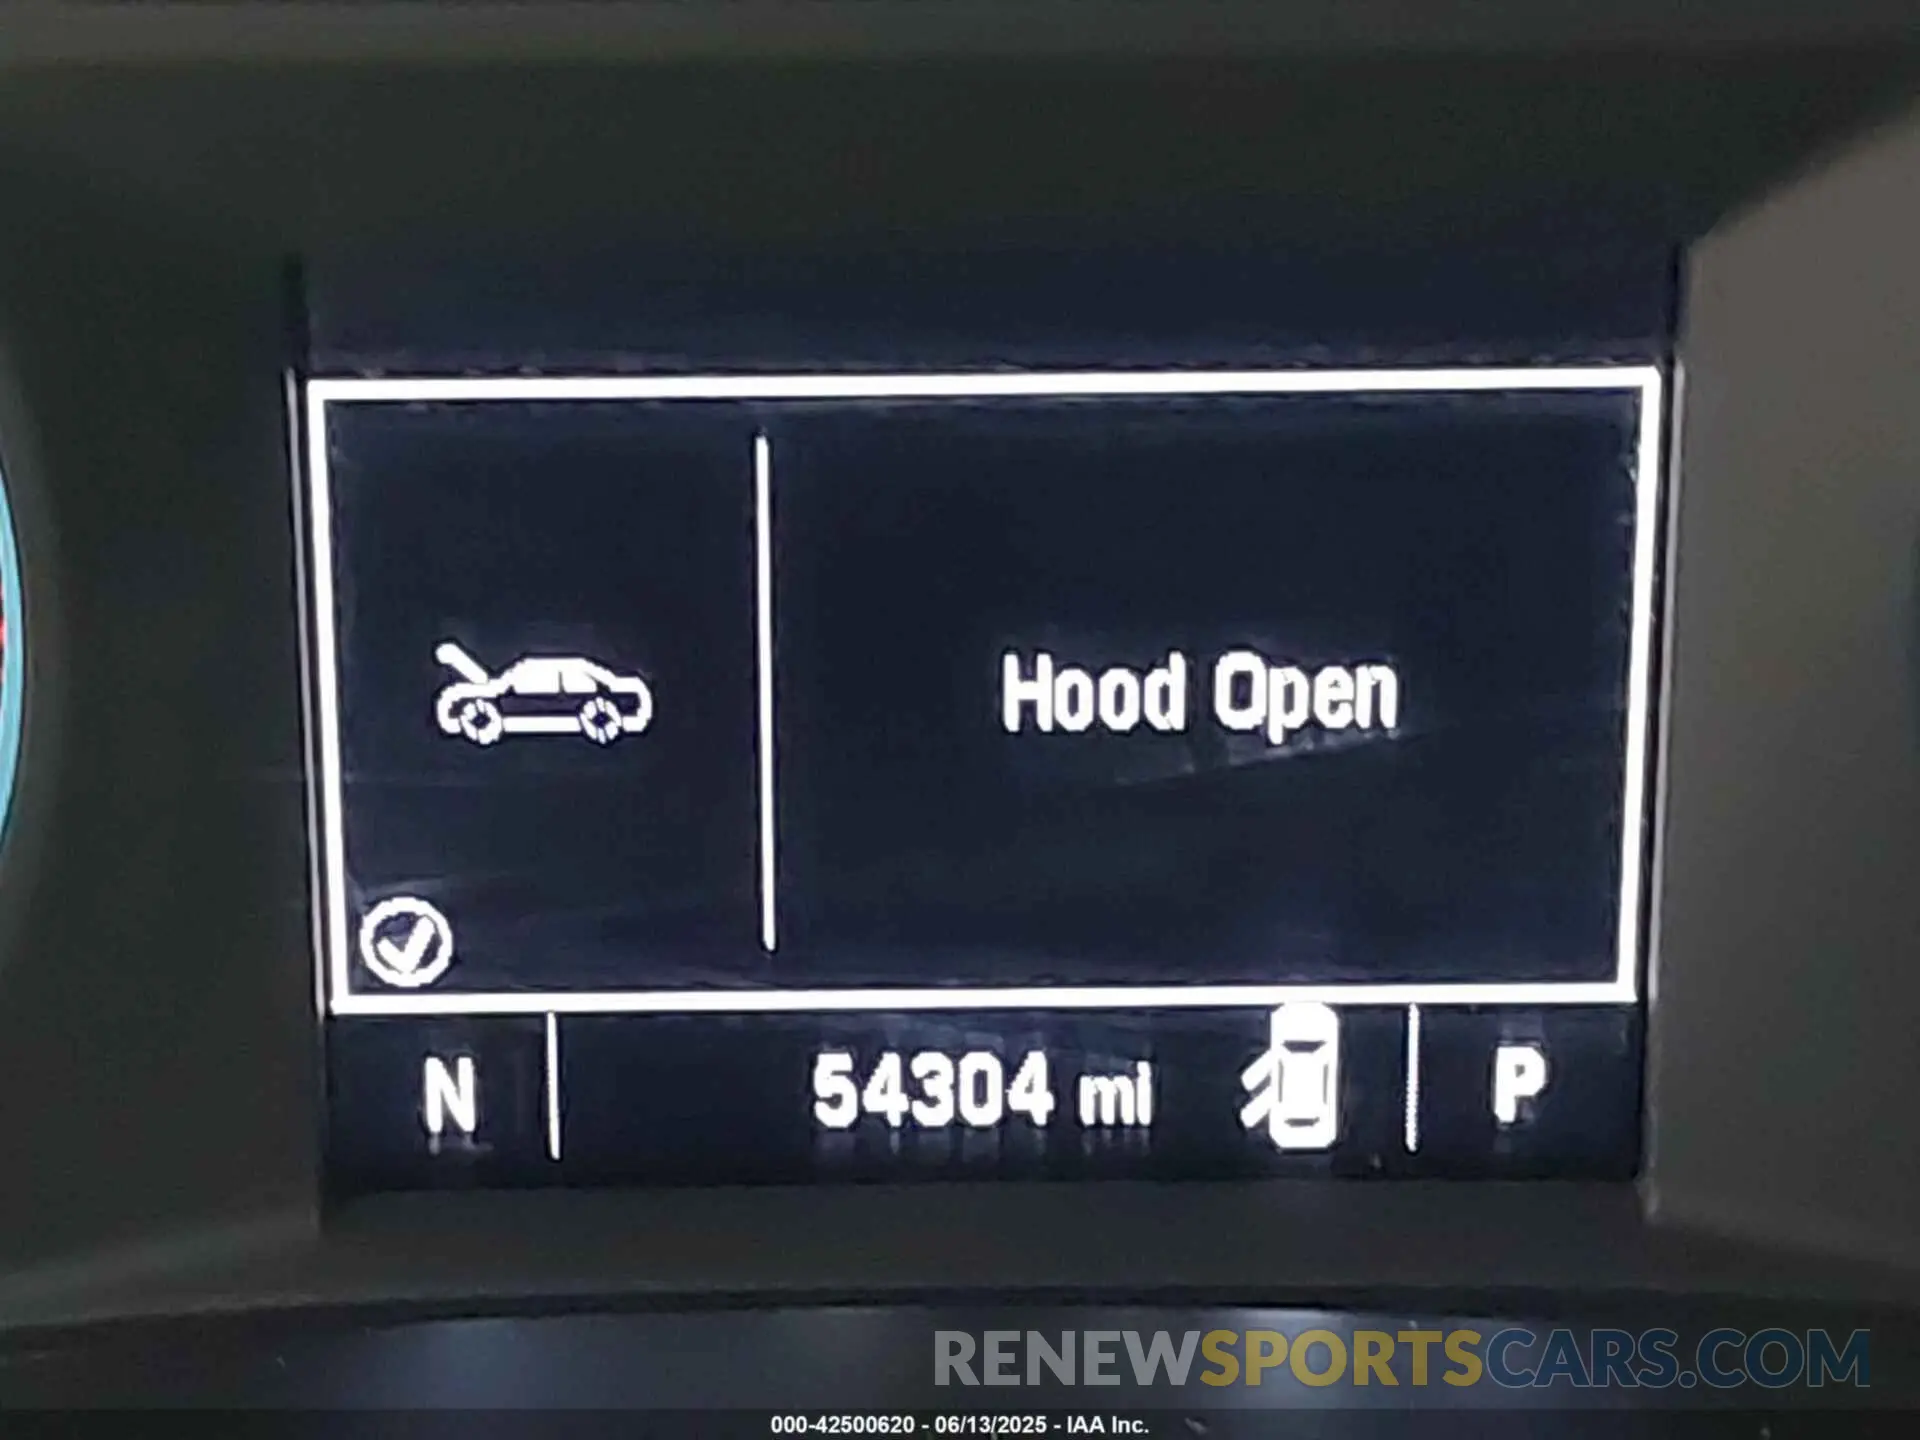 Hood Open
N 54304 mi P
RENEWSPORTSCARS.COM
000-42500620 - 06/13/2025 - IAA Inc.